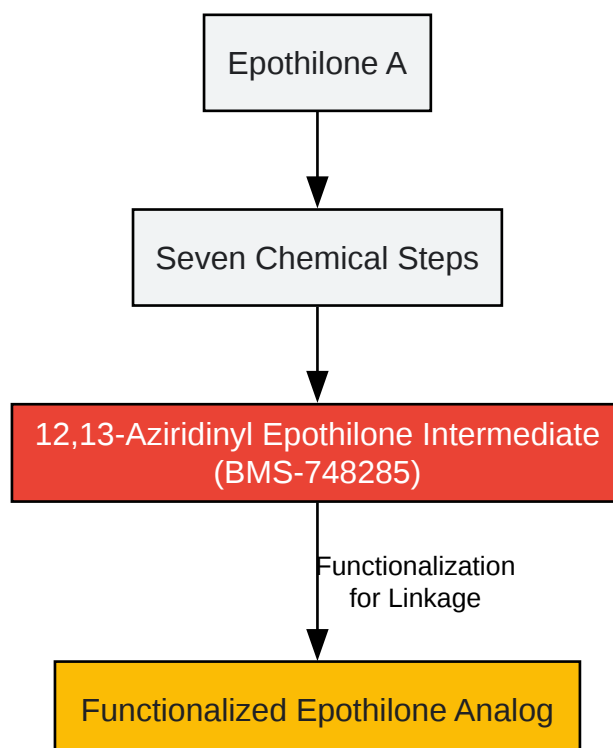 Epothilone A
Seven Chemical Steps
12,13-Aziridinyl Epothilone Intermediate
(BMS-748285)
Functionalization
for Linkage
Functionalized Epothilone Analog